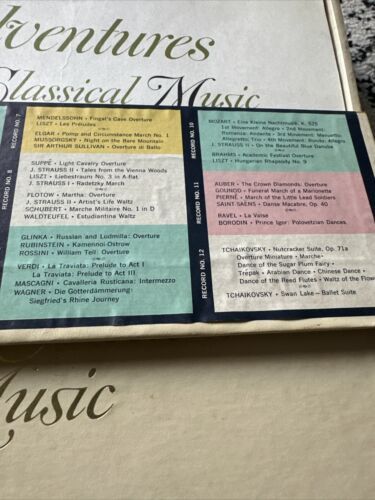 dventures
Classical Music
RECORD NO. 7
MENDELSSOHN • Fingal's Cave Overture
LISZT • Les Préludes
ELGAR • Pomp and Circumstance March No. 1
MUSSORGSKY • Night on the Bare Mountain
SIR ARTHUR SULLIVAN • Overture di Ballo
RECORD NO. 8
SUPPÉ • Light Cavalry Overture
J. STRAUSS II • Tales from the Vienna Woods
LISZT • Liebestraum No. 3 in A-flat
J. STRAUSS I • Radetzky March
FLOTOW • Martha: Overture
J. STRAUSS II • Artist's Life Waltz
SCHUBERT • Marche Militaire No. 1 in D
WALDTEUFEL • Estudiantina Waltz
GLINKA • Russlan and Ludmilla: Overture
RUBINSTEIN • Kamennoi-Ostrow
ROSSINI • William Tell: Overture
VERDI • La Traviata: Prelude to Act I
La Traviata: Prelude to Act III
MASCAGNI • Cavalleria Rusticana: Intermezzo
WAGNER • Die Götterdämmerung:
Siegfried's Rhine Journey
RECORD NO. 10
MOZART • Eine Kleine Nachtmusik, K. 525
1st Movement: Allegro • 2nd Movement:
Romanza: Andante • 3rd Movement: Menuetto:
Allegretto: Trio • 4th Movement: Rondo: Allegro
J. STRAUSS II • On the Beautiful Blue Danube
BRAHMS • Academic Festival Overture
LISZT • Hungarian Rhapsody No. 9
RECORD NO. 11
AUBER • The Crown Diamonds: Overture
GOUNOD • Funeral March of a Marionette
PIERNÉ • March of the Little Lead Soldiers
SAINT-SAËNS • Danse Macabre, Op. 40
RAVEL • La Valse
BORODIN • Prince Igor: Polovetzian Dances
RECORD NO. 12
TCHAIKOVSKY • Nutcracker Suite, Op. 71a
Overture Miniature • Marche •
Dance of the Sugar Plum Fairy •
Trépak • Arabian Dance • Chinese Dance •
Dance of the Reed Flutes • Waltz of the Flow
TCHAIKOVSKY • Swan Lake—Ballet Suite
Music